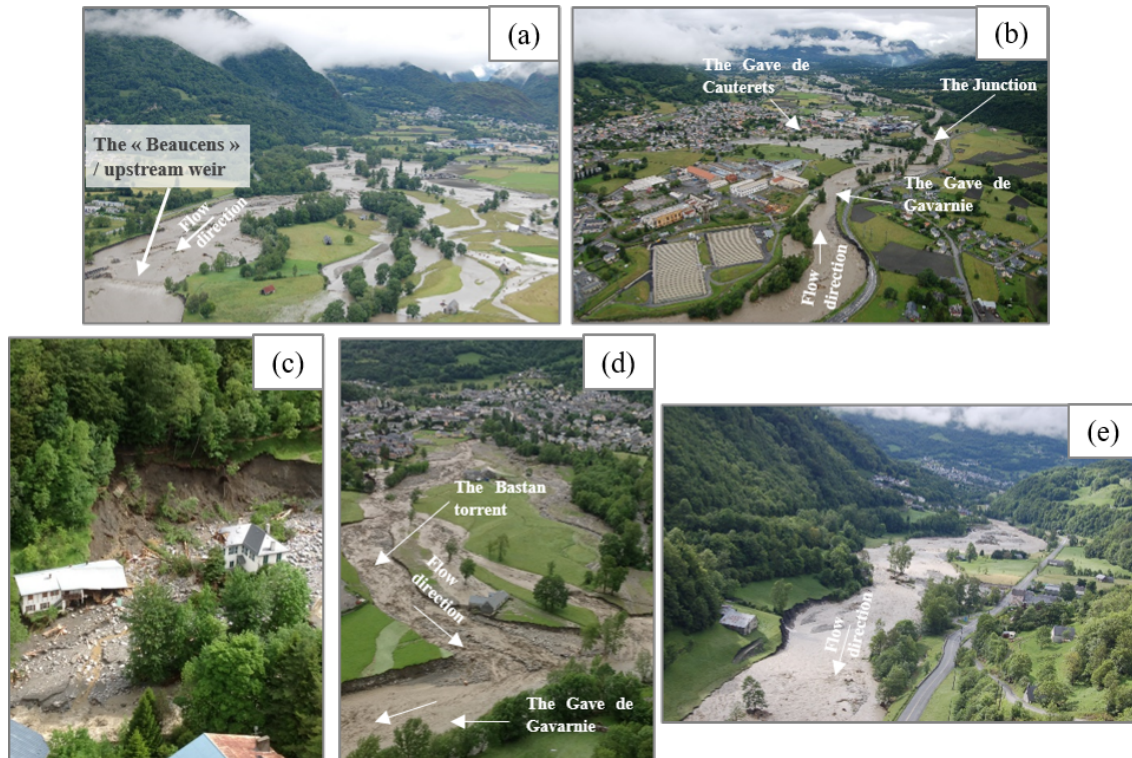 (a)
The « Beaucens »
/ upstream weir
Flow
direction
(b)
The Gave de
Cauterets
The Junction
The Gave de
Gavarnie
Flow
direction
(c)
(d)
The Bastan
torrent
Flow
direction
The Gave de
Gavarnie
(e)
Flow
direction